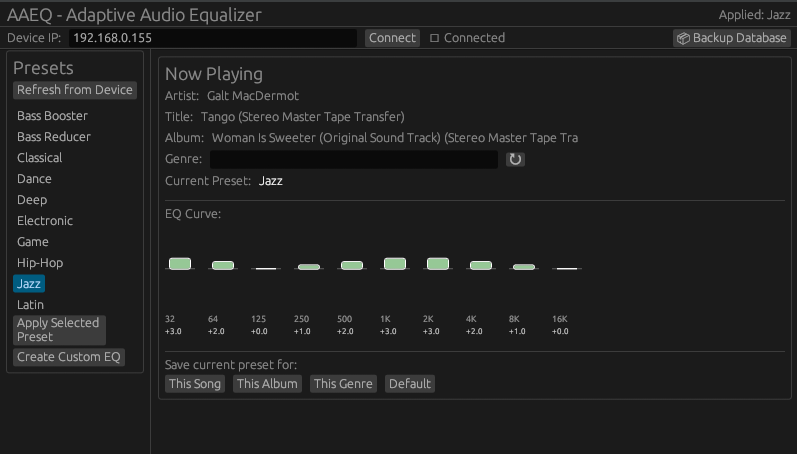 AAEQ - Adaptive Audio Equalizer
Applied: Jazz
Device IP: 192.168.0.155 Connect Connected
Backup Database
Presets
Refresh from Device
Bass Booster
Bass Reducer
Classical
Dance
Deep
Electronic
Game
Hip-Hop
Jazz
Latin
Apply Selected
Preset
Create Custom EQ
Now Playing
Artist: Galt MacDermot
Title: Tango (Stereo Master Tape Transfer)
Album: Woman Is Sweeter (Original Sound Track) (Stereo Master Tape Tra
Genre:
Current Preset: Jazz
EQ Curve:
32 64 125 250 500 1K 2K 4K 8K 16K
+3.0 +2.0 +0.0 +1.0 +2.0 +3.0 +3.0 +2.0 +1.0 +0.0
Save current preset for:
This Song This Album This Genre Default